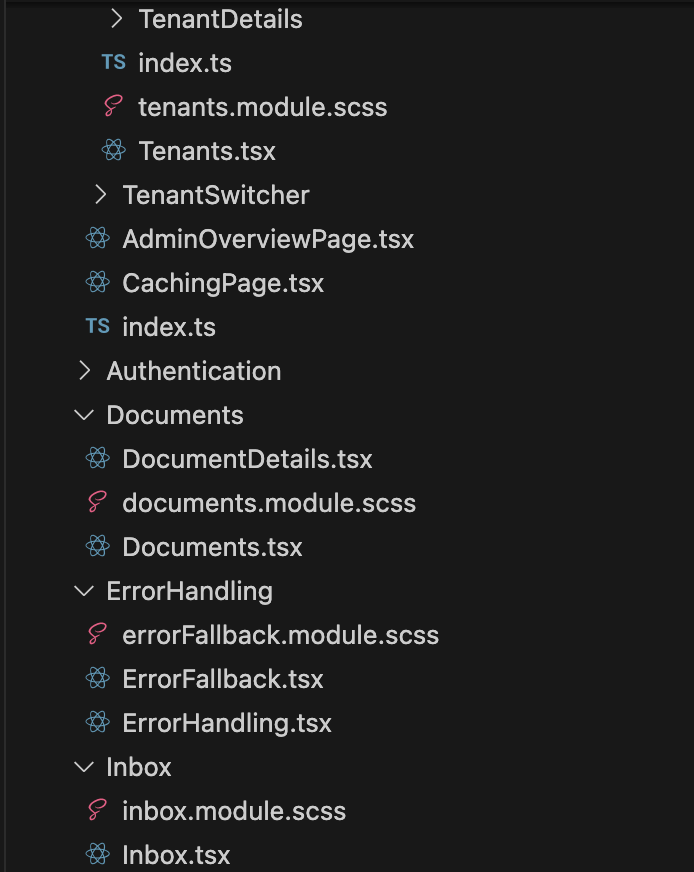 TenantDetails
TS index.ts
tenants.module.scss
Tenants.tsx
TenantSwitcher
AdminOverviewPage.tsx
CachingPage.tsx
TS index.ts
Authentication
Documents
DocumentDetails.tsx
documents.module.scss
Documents.tsx
ErrorHandling
errorFallback.module.scss
ErrorFallback.tsx
ErrorHandling.tsx
Inbox
inbox.module.scss
Inbox.tsx